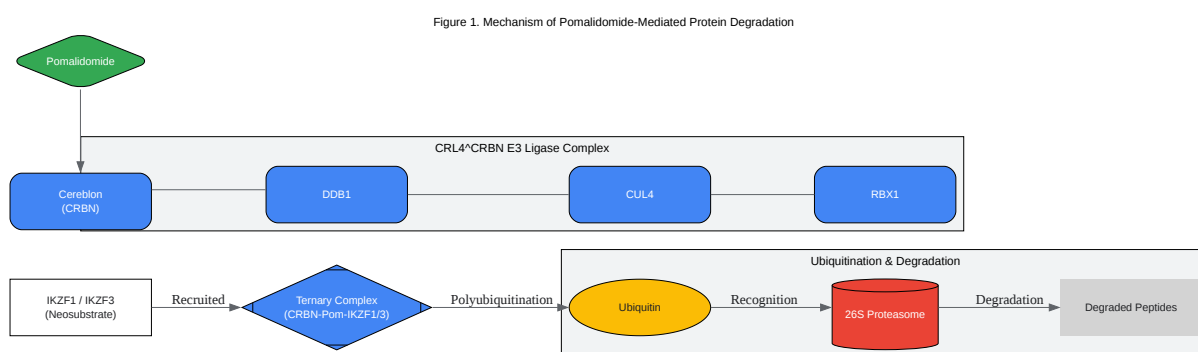 Figure 1. Mechanism of Pomalidomide-Mediated Protein Degradation
Pomalidomide
CRL4^CRBN E3 Ligase Complex
Cereblon
(CRBN)
DDB1
CUL4
RBX1
Ubiquitination & Degradation
IKZF1 / IKZF3
(Neosubstrate)
Recruited
Ternary Complex
(CRBN-Pom-IKZF1/3)
Polyubiquitination
Ubiquitin
Recognition
26S Proteasome
Degradation
Degraded Peptides